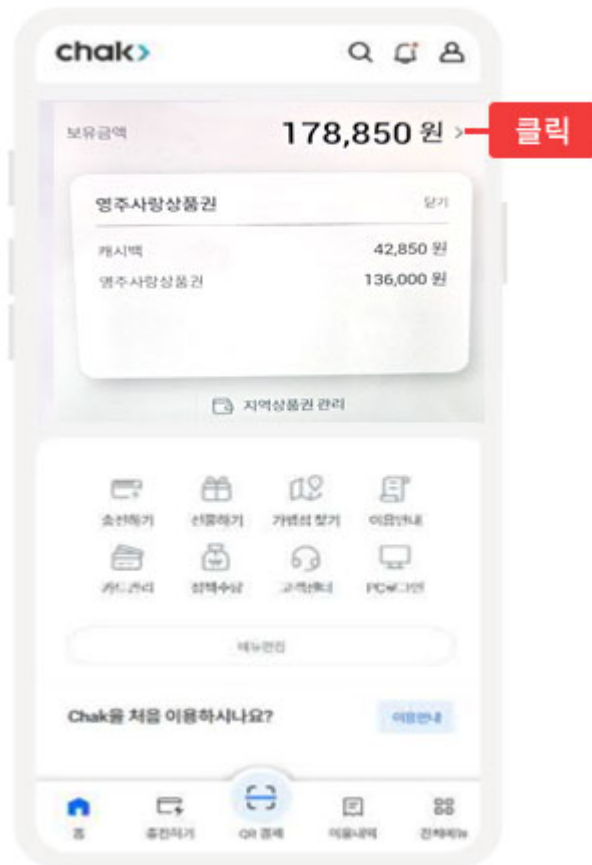 chak>
보유금액 178,850 원 > 클릭
영주사랑상품권 닫기
캐시백 42,850 원
영주사랑상품권 136,000 원
지역상품권 관리
충전하기 선물하기 가맹점 찾기 이용안내
카드관리 정책수당 고객센터 PC로그인
메뉴편집
Chak을 처음 이용하시나요? 이용안내
홈 충전하기 QR 결제 이용내역 전체메뉴